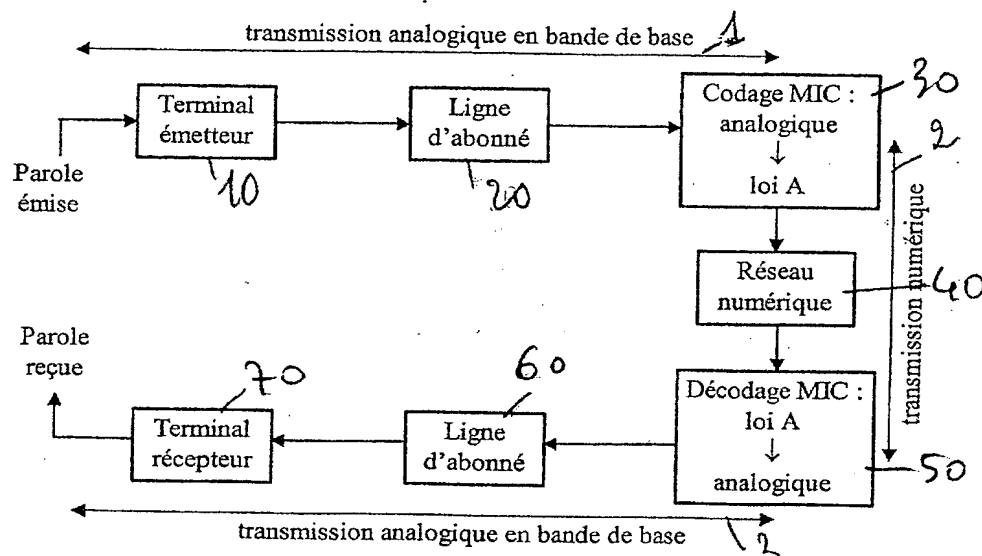 transmission analogique en bande de base 1
Terminal
émetteur
10
Ligne
d'abonné
20
Codage MIC :
analogique
↓
loi A
30
Parole
émise
2
transmission numérique
Réseau
numérique
40
Parole
reçue
70
Terminal
récepteur
60
Ligne
d'abonné
Décodage MIC :
loi A
↓
analogique
50
transmission analogique en bande de base 2